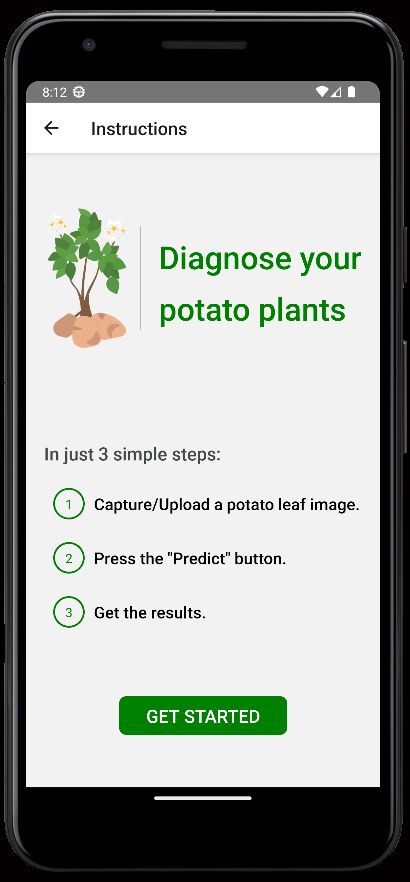 8:12
Instructions
Diagnose your
potato plants
In just 3 simple steps:
1 Capture/Upload a potato leaf image.
2 Press the "Predict" button.
3 Get the results.
GET STARTED